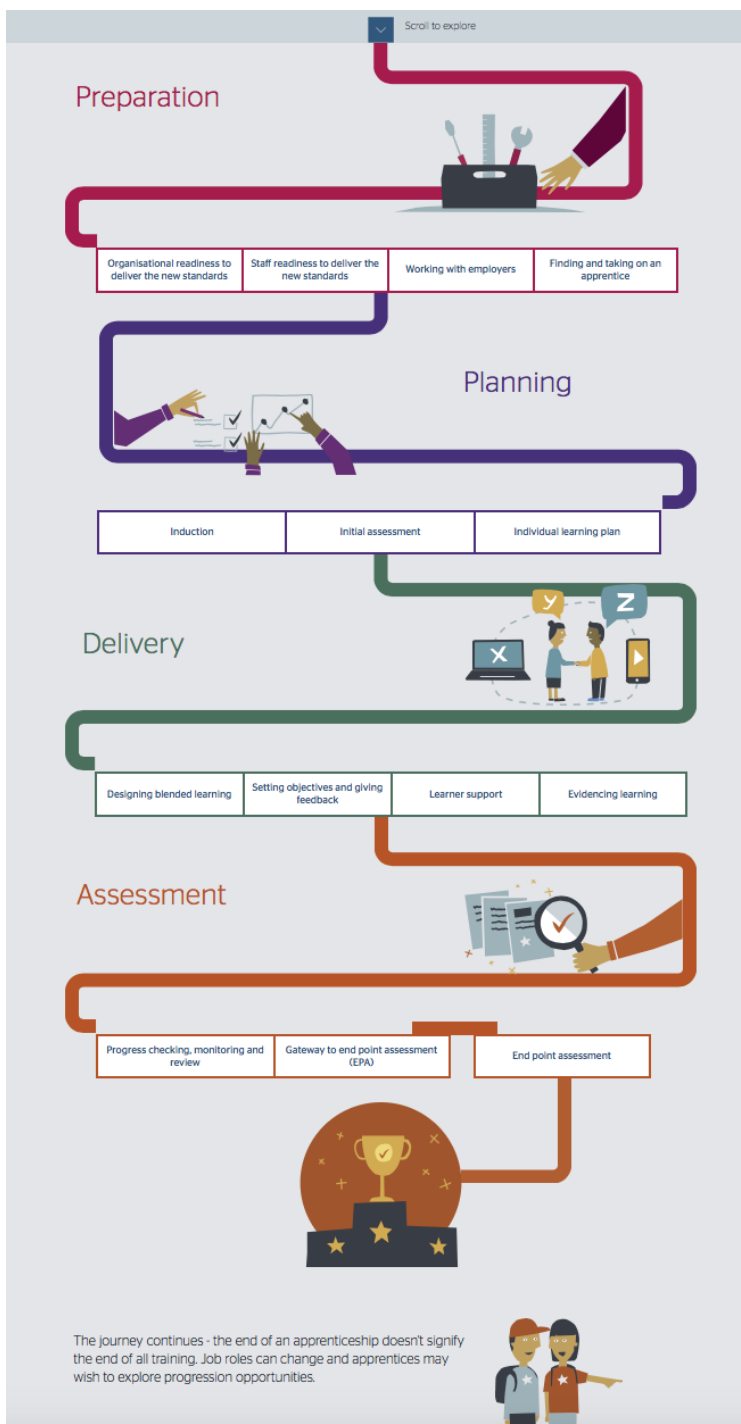 Scroll to explore
Preparation
Organisational readiness to
deliver the new standards
Staff readiness to deliver the
new standards
Working with employers
Finding and taking on an
apprentice
Planning
Induction
Initial assessment
Individual learning plan
y
Z
X
Delivery
Designing blended learning
Setting objectives and giving
feedback
Learner support
Evidencing learning
Assessment
Progress checking, monitoring and
review
Gateway to end point assessment
(EPA)
End point assessment
The journey continues - the end of an apprenticeship doesn't signify
the end of all training. Job roles can change and apprentices may
wish to explore progression opportunities.